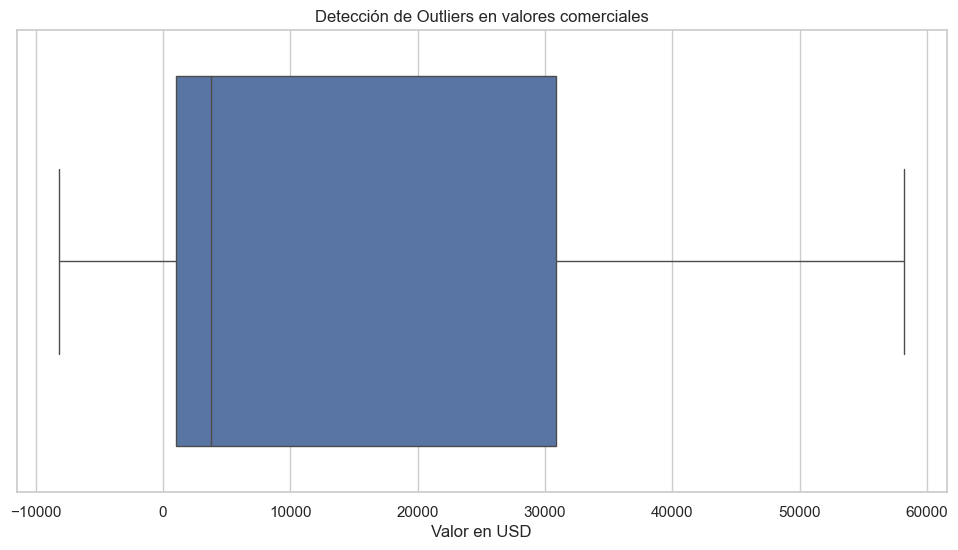 Detección de Outliers en valores comerciales
−10000 0 10000 20000 30000 40000 50000 60000
Valor en USD